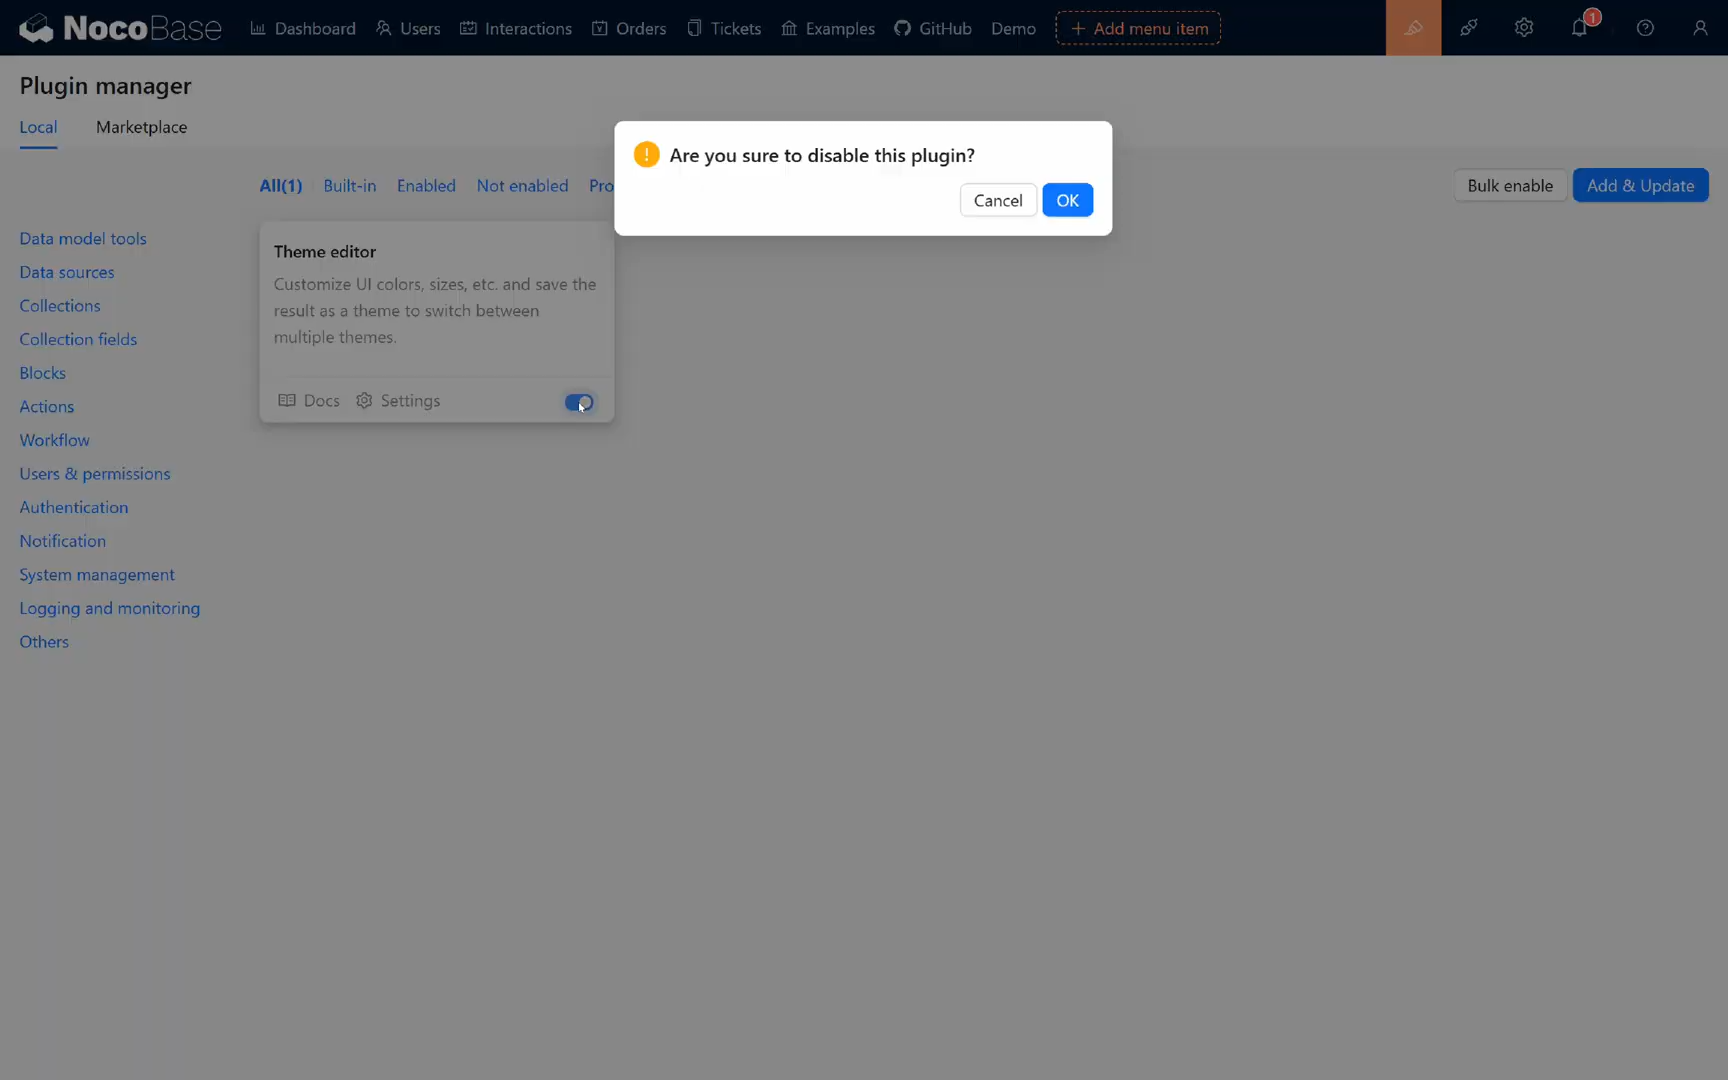 NocoBase Dashboard Users Interactions Orders Tickets Examples GitHub Demo + Add menu item 1
Plugin manager
Local Marketplace
Are you sure to disable this plugin?
Cancel OK
All(1) Built-in Enabled Not enabled Pro Bulk enable Add & Update
Data model tools
Data sources
Collections
Collection fields
Blocks
Actions
Workflow
Users & permissions
Authentication
Notification
System management
Logging and monitoring
Others
Theme editor
Customize UI colors, sizes, etc. and save the
result as a theme to switch between
multiple themes.
Docs Settings